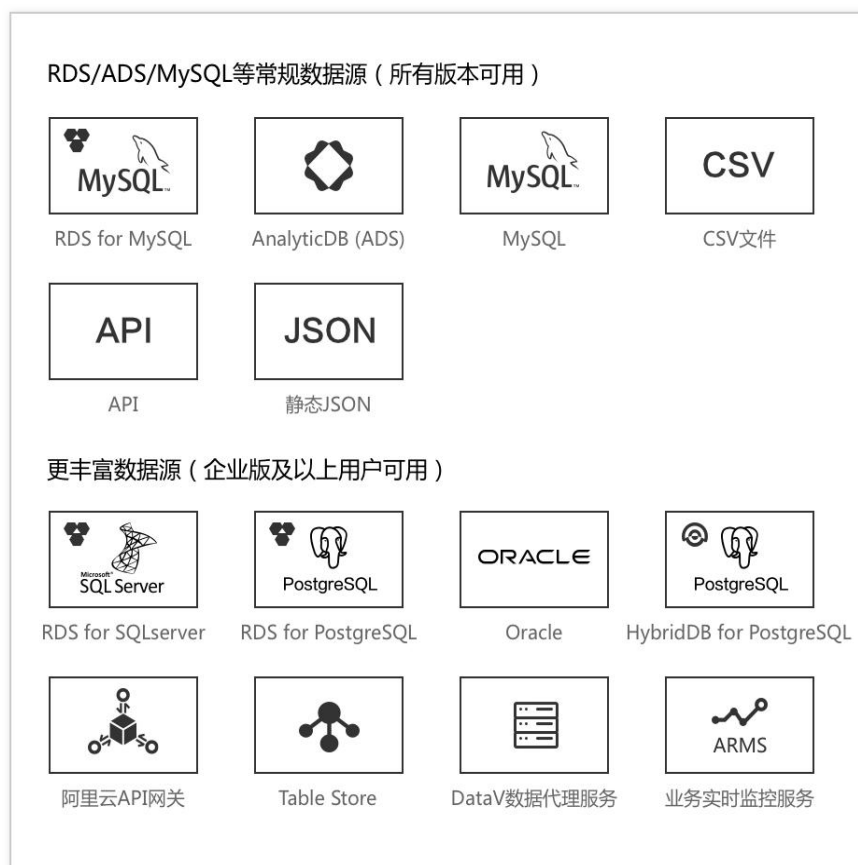 RDS/ADS/MySQL等常规数据源（所有版本可用）
MySQL™
MySQL™
CSV
RDS for MySQL
AnalyticDB (ADS)
MySQL
CSV文件
API
JSON
API
静态JSON
更丰富数据源（企业版及以上用户可用）
Microsoft®
SQL Server
PostgreSQL
ORACLE
PostgreSQL
RDS for SQLserver
RDS for PostgreSQL
Oracle
HybridDB for PostgreSQL
ARMS
阿里云API网关
Table Store
DataV数据代理服务
业务实时监控服务